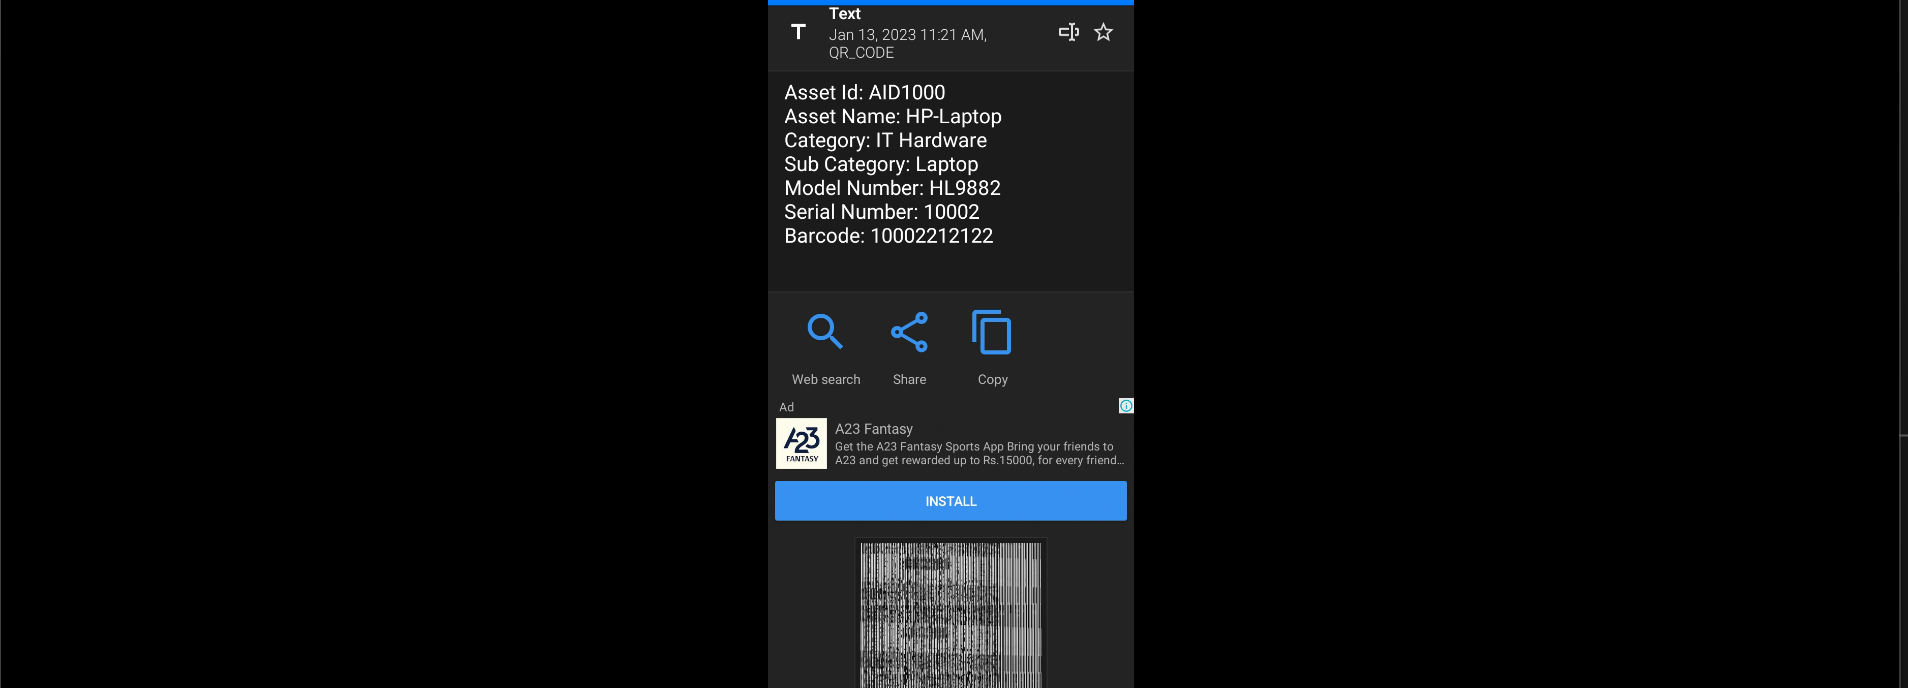 Text
Jan 13, 2023 11:21 AM,
QR_CODE
Asset Id: AID1000
Asset Name: HP-Laptop
Category: IT Hardware
Sub Category: Laptop
Model Number: HL9882
Serial Number: 10002
Barcode: 10002212122
Web search
Share
Copy
Ad
A23
FANTASY
A23 Fantasy
Get the A23 Fantasy Sports App Bring your friends to
A23 and get rewarded up to Rs.15000, for every friend...
INSTALL